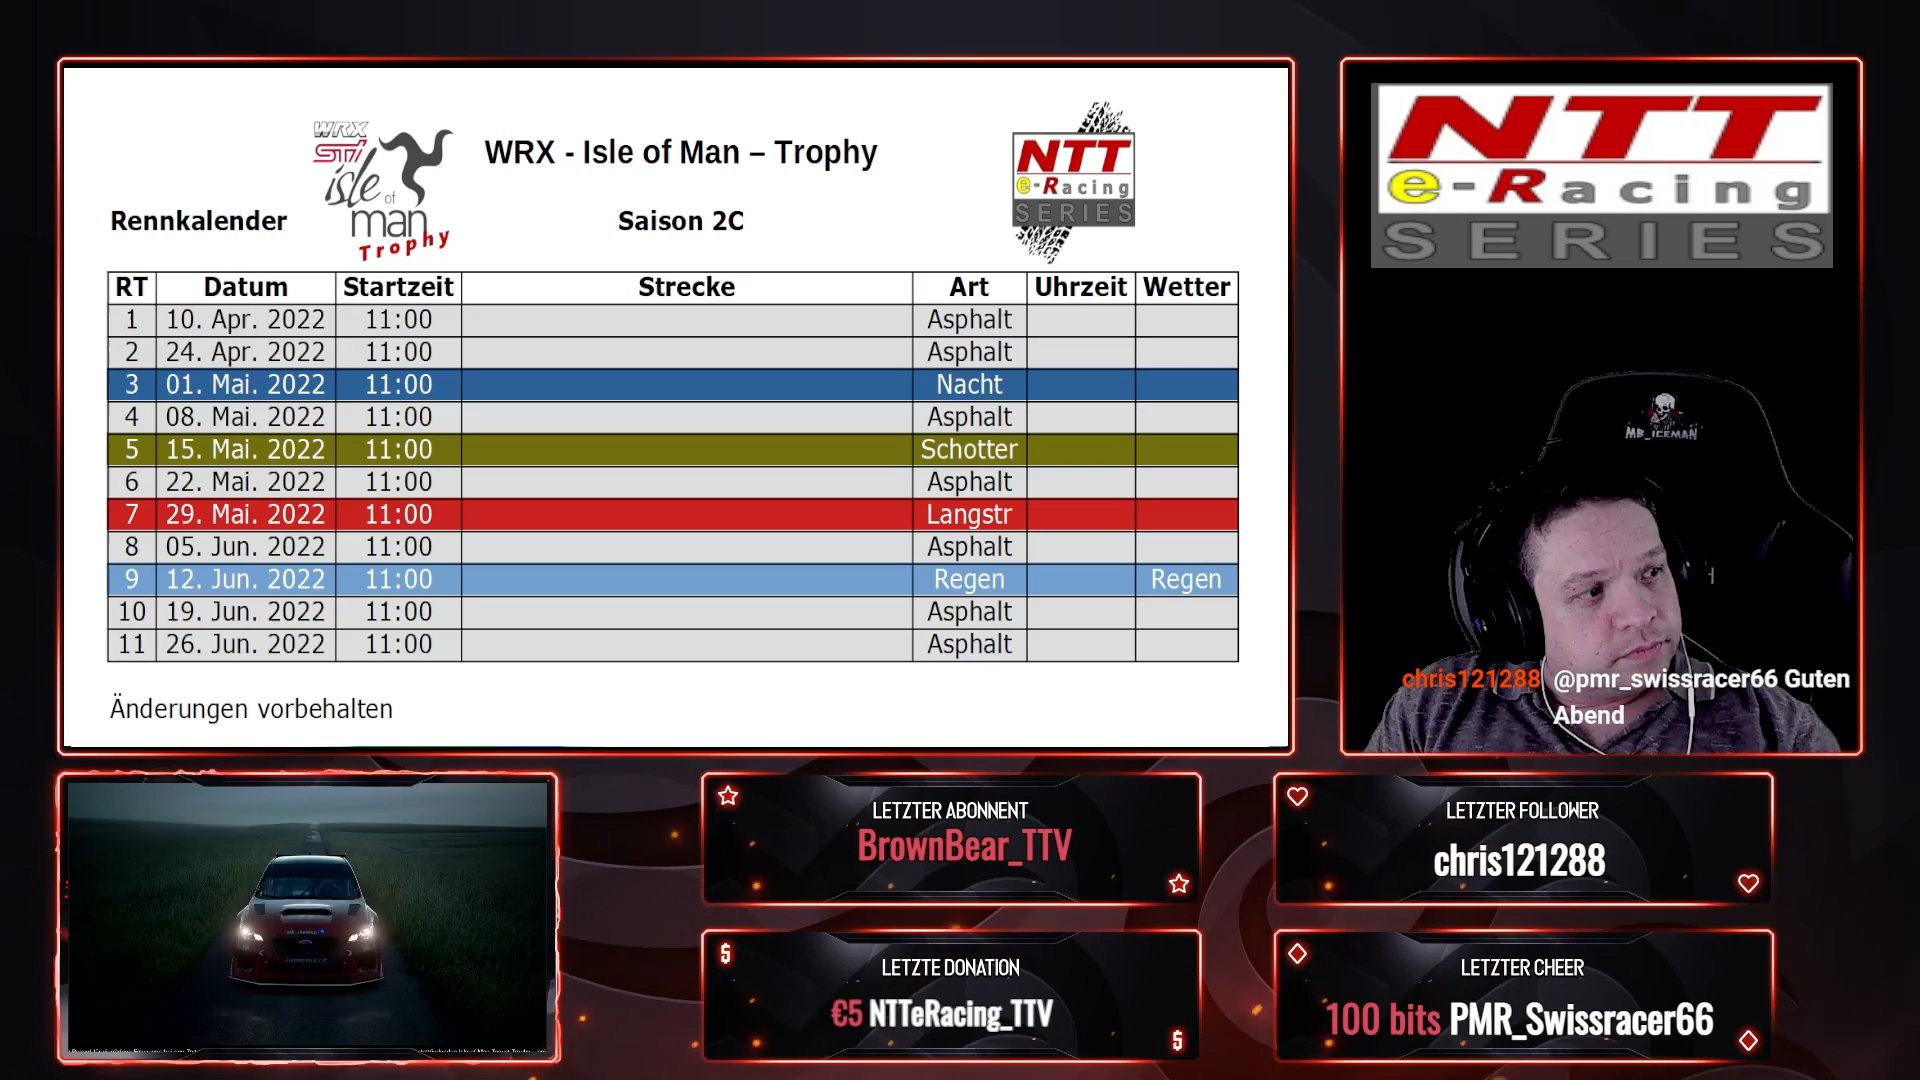 WRX
STI
isle of
man
Trophy
WRX - Isle of Man – Trophy
NTT
e-Racing
SERIES
Rennkalender
Saison 2C
RT Datum Startzeit Strecke Art Uhrzeit Wetter
1 10. Apr. 2022 11:00 Asphalt
2 24. Apr. 2022 11:00 Asphalt
3 01. Mai. 2022 11:00 Nacht
4 08. Mai. 2022 11:00 Asphalt
5 15. Mai. 2022 11:00 Schotter
6 22. Mai. 2022 11:00 Asphalt
7 29. Mai. 2022 11:00 Langstr
8 05. Jun. 2022 11:00 Asphalt
9 12. Jun. 2022 11:00 Regen Regen
10 19. Jun. 2022 11:00 Asphalt
11 26. Jun. 2022 11:00 Asphalt
Änderungen vorbehalten
NTT
e-Racing
SERIES
MR_ICEMAN
chris121288 @pmr_swissracer66 Guten
Abend
LETZTER ABONNENT
BrownBear_TTV
LETZTER FOLLOWER
chris121288
$ LETZTE DONATION
€5 NTTeRacing_TTV
$
LETZTER CHEER
100 bits PMR_Swissracer66